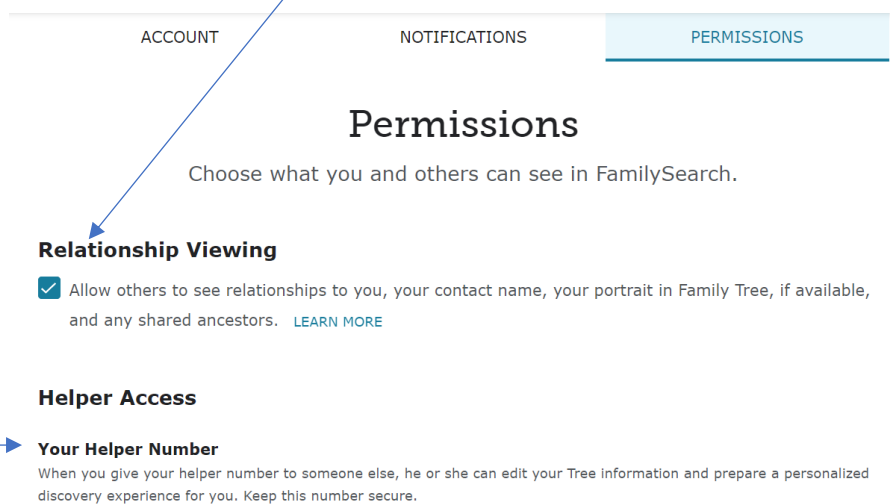 ACCOUNT NOTIFICATIONS PERMISSIONS
Permissions
Choose what you and others can see in FamilySearch.
Relationship Viewing
Allow others to see relationships to you, your contact name, your portrait in Family Tree, if available,
and any shared ancestors. LEARN MORE
Helper Access
Your Helper Number
When you give your helper number to someone else, he or she can edit your Tree information and prepare a personalized
discovery experience for you. Keep this number secure.